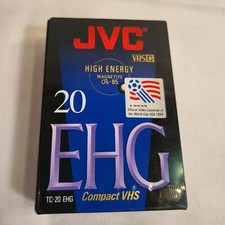 JVC
VHS C
HIGH ENERGY
MAGNETITE
20
Official Video Cassette of
the World Cup USA 1994
EHG
Compact VHS
TC-20 EHG